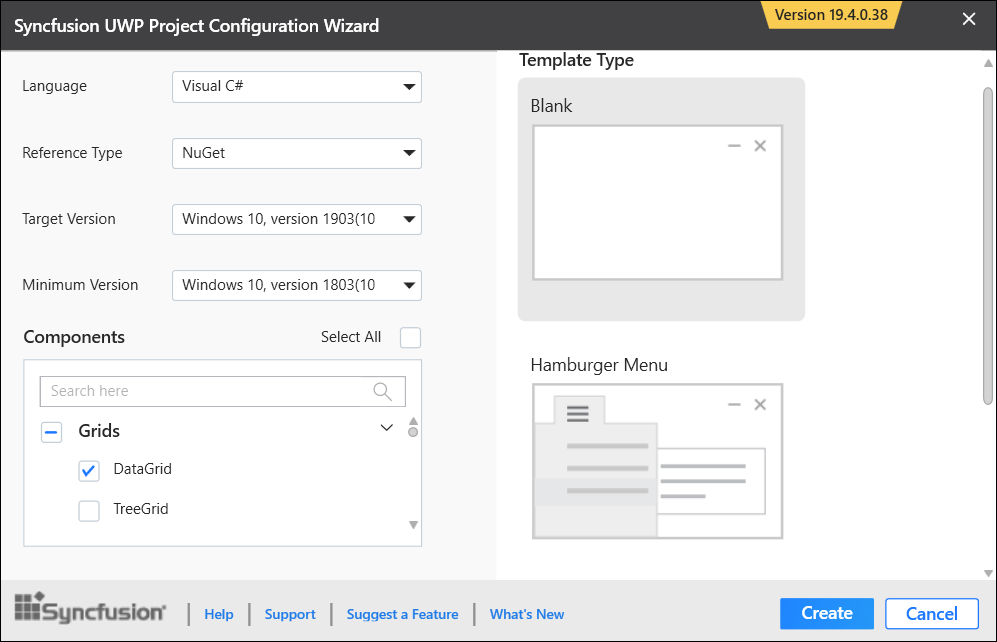 Syncfusion UWP Project Configuration Wizard
Version 19.4.0.38
Language
Visual C#
Reference Type
NuGet
Target Version
Windows 10, version 1903(10
Minimum Version
Windows 10, version 1803(10
Components
Select All
Search here
Grids
DataGrid
TreeGrid
Template Type
Blank
Hamburger Menu
Syncfusion
Help
Support
Suggest a Feature
What's New
Create
Cancel